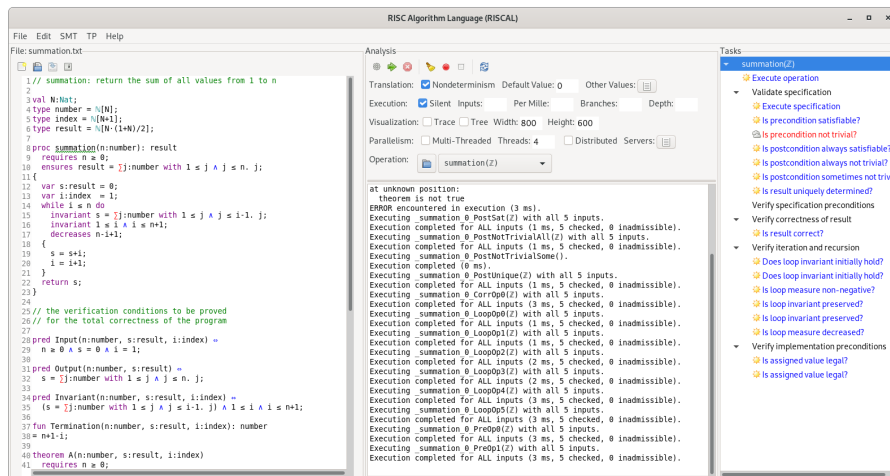 RISC Algorithm Language (RISCAL)
File Edit SMT TP Help
File: summation.txt
1 // summation: return the sum of all values from 1 to n
2
3 val N:Nat;
4 type number = ℕ[N];
5 type index = ℕ[N+1];
6 type result = ℕ[N·(1+N)/2];
7
8 proc summation(n:number): result
9   requires n ≥ 0;
10   ensures result = ∑j:number with 1 ≤ j ∧ j ≤ n. j;
11 {
12   var s:result = 0;
13   var i:index = 1;
14   while i ≤ n do
15     invariant s = ∑j:number with 1 ≤ j ∧ j ≤ i-1. j;
16     invariant 1 ≤ i ∧ i ≤ n+1;
17     decreases n-i+1;
18   {
19     s = s+i;
20     i = i+1;
21   }
22   return s;
23 }
24
25 // the verification conditions to be proved
26 // for the total correctness of the program
27
28 pred Input(n:number, s:result, i:index) ⇔
29   n ≥ 0 ∧ s = 0 ∧ i = 1;
30
31 pred Output(n:number, s:result) ⇔
32   s = ∑j:number with 1 ≤ j ∧ j ≤ n. j;
33
34 pred Invariant(n:number, s:result, i:index) ⇔
35   (s = ∑j:number with 1 ≤ j ∧ j ≤ i-1. j) ∧ 1 ≤ i ∧ i ≤ n+1;
36
37 fun Termination(n:number, s:result, i:index): number
38 = n+1-i;
39
40 theorem A(n:number, s:result, i:index)
41   requires n ≥ 0;
Analysis
Translation: Nondeterminism Default Value: 0 Other Values:
Execution: Silent Inputs: Per Mille: Branches: Depth:
Visualization: Trace Tree Width: 800 Height: 600
Parallelism: Multi-Threaded Threads: 4 Distributed Servers:
Operation: summation(ℤ)
at unknown position:
  theorem is not true
ERROR encountered in execution (3 ms).
Executing _summation_0_PostSat(ℤ) with all 5 inputs.
Execution completed for ALL inputs (1 ms, 5 checked, 0 inadmissible).
Executing _summation_0_PostNotTrivialAll(ℤ) with all 5 inputs.
Execution completed for ALL inputs (1 ms, 5 checked, 0 inadmissible).
Executing _summation_0_PostNotTrivialSome().
Execution completed (0 ms).
Executing _summation_0_PostUnique(ℤ) with all 5 inputs.
Execution completed for ALL inputs (1 ms, 5 checked, 0 inadmissible).
Executing _summation_0_CorrOp0(ℤ) with all 5 inputs.
Execution completed for ALL inputs (3 ms, 5 checked, 0 inadmissible).
Executing _summation_0_LoopOp0(ℤ) with all 5 inputs.
Execution completed for ALL inputs (1 ms, 5 checked, 0 inadmissible).
Executing _summation_0_LoopOp1(ℤ) with all 5 inputs.
Execution completed for ALL inputs (1 ms, 5 checked, 0 inadmissible).
Executing _summation_0_LoopOp2(ℤ) with all 5 inputs.
Execution completed for ALL inputs (2 ms, 5 checked, 0 inadmissible).
Executing _summation_0_LoopOp3(ℤ) with all 5 inputs.
Execution completed for ALL inputs (2 ms, 5 checked, 0 inadmissible).
Executing _summation_0_LoopOp4(ℤ) with all 5 inputs.
Execution completed for ALL inputs (3 ms, 5 checked, 0 inadmissible).
Executing _summation_0_LoopOp5(ℤ) with all 5 inputs.
Execution completed for ALL inputs (3 ms, 5 checked, 0 inadmissible).
Executing _summation_0_PreOp0(ℤ) with all 5 inputs.
Execution completed for ALL inputs (3 ms, 5 checked, 0 inadmissible).
Executing _summation_0_PreOp1(ℤ) with all 5 inputs.
Execution completed for ALL inputs (3 ms, 5 checked, 0 inadmissible).
Tasks
summation(ℤ)
Execute operation
Validate specification
Execute specification
Is precondition satisfiable?
Is precondition not trivial?
Is postcondition always satisfiable?
Is postcondition always not trivial?
Is postcondition sometimes not triv
Is result uniquely determined?
Verify specification preconditions
Verify correctness of result
Is result correct?
Verify iteration and recursion
Does loop invariant initially hold?
Does loop invariant initially hold?
Is loop measure non-negative?
Is loop invariant preserved?
Is loop invariant preserved?
Is loop measure decreased?
Verify implementation preconditions
Is assigned value legal?
Is assigned value legal?